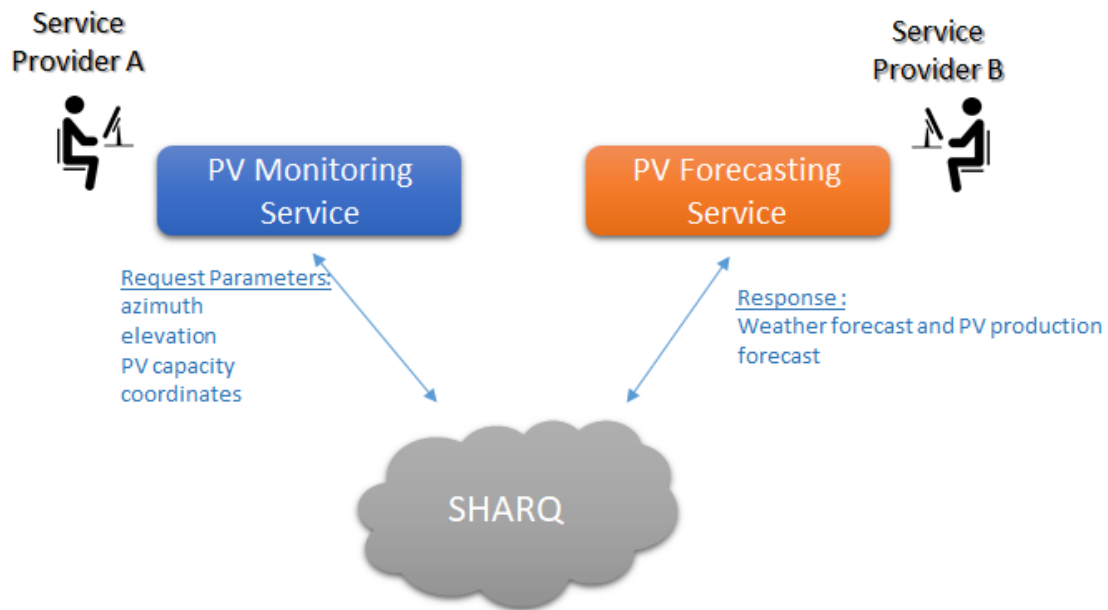 Service
Provider A
Service
Provider B
PV Monitoring
Service
PV Forecasting
Service
Request Parameters:
azimuth
elevation
PV capacity
coordinates
Response :
Weather forecast and PV production
forecast
SHARQ